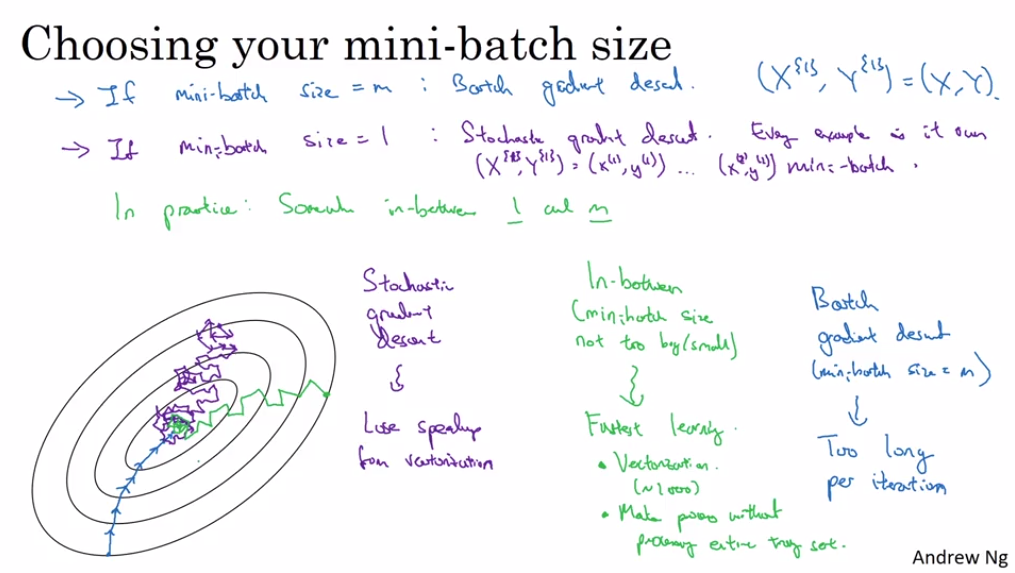 Choosing your mini-batch size
→ If mini-batch size = m : Batch gradient descent. (X^{1}, Y^{1}) = (X, Y).
→ If mini-batch size = 1 : Stochastic gradient descent. Every example is it own
(X^{1}, Y^{1}) = (x^(1), y^(1)) ... mini-batch.
In practice: Somewhere in-between 1 and m
Stochastic
gradient
descent
Lose speedup
from vectorization
In-between
(mini-batch size
not too big/small)
Fastest learning.
• Vectorization.
(~1000)
• Make progress without
processing entire training set.
Batch
gradient descent
(mini-batch size = m)
Too long
per iteration
Andrew Ng